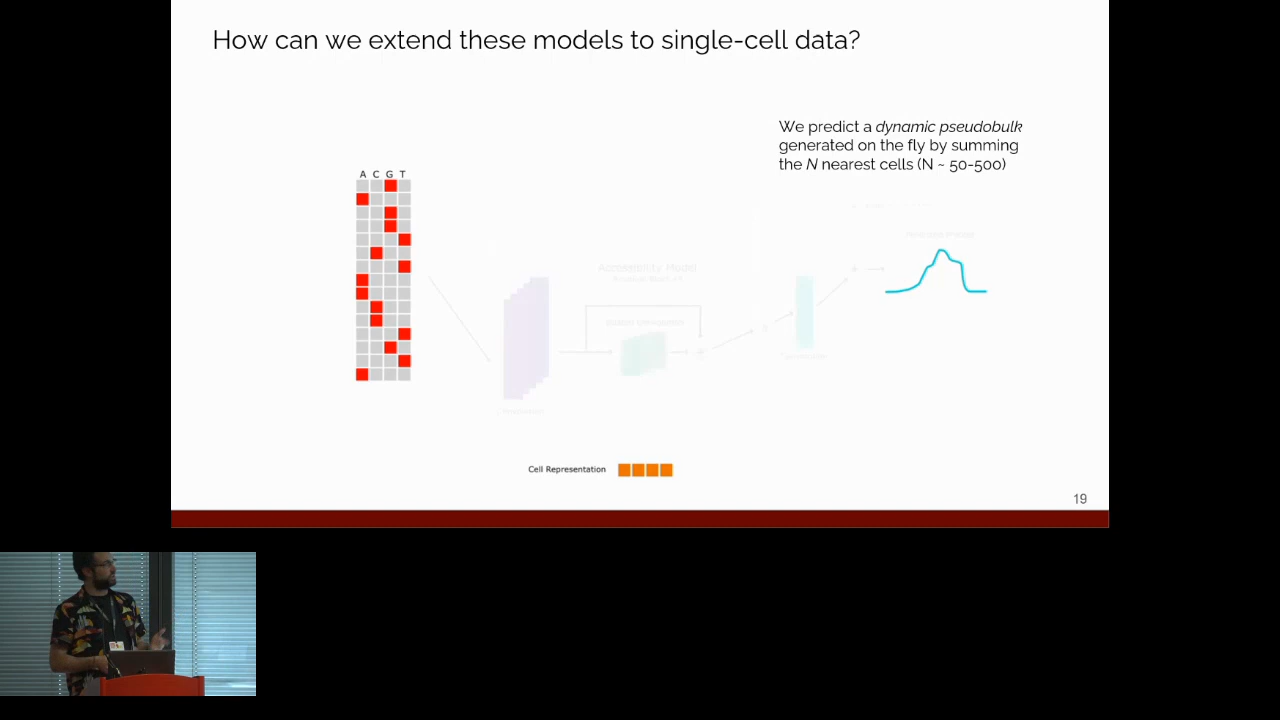 How can we extend these models to single-cell data?
We predict a dynamic pseudobulk
generated on the fly by summing
the N nearest cells (N ~ 50-500)
A C G T
Accessibility Model
Cell Representation
19